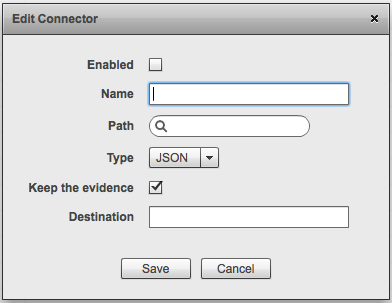 Edit Connector
Enabled
Name
Path
Type JSON
Keep the evidence
Destination
Save Cancel